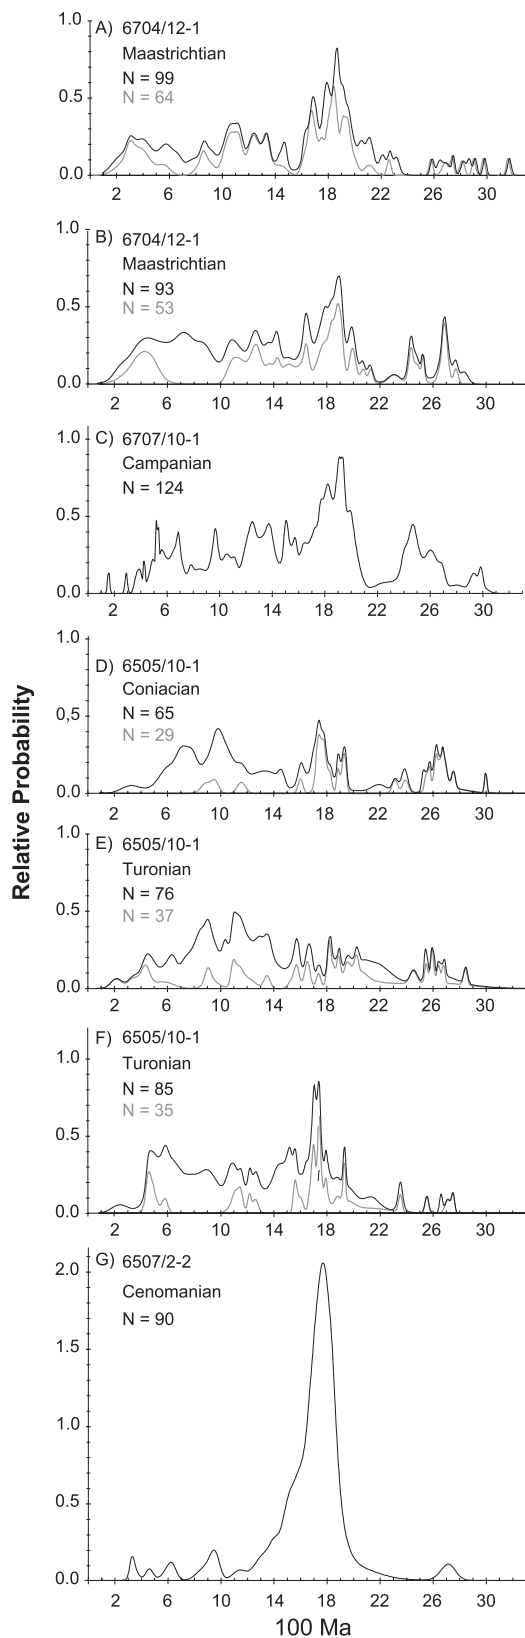 Relative Probability
A) 6704/12-1
Maastrichtian
N = 99
N = 64
1.0
0.5
0.0
2 6 10 14 18 22 26 30
B) 6704/12-1
Maastrichtian
N = 93
N = 53
1.0
0.5
0.0
2 6 10 14 18 22 26 30
C) 6707/10-1
Campanian
N = 124
1.0
0.5
0.0
2 6 10 14 18 22 26 30
D) 6505/10-1
Coniacian
N = 65
N = 29
1.0
0,5
0.0
2 6 10 14 18 22 26 30
E) 6505/10-1
Turonian
N = 76
N = 37
1.0
0.5
0.0
2 6 10 14 18 22 26 30
F) 6505/10-1
Turonian
N = 85
N = 35
1.0
0.5
0.0
2 6 10 14 18 22 26 30
G) 6507/2-2
Cenomanian
N = 90
2.0
1.5
1.0
0.5
0.0
2 6 10 14 18 22 26 30
100 Ma